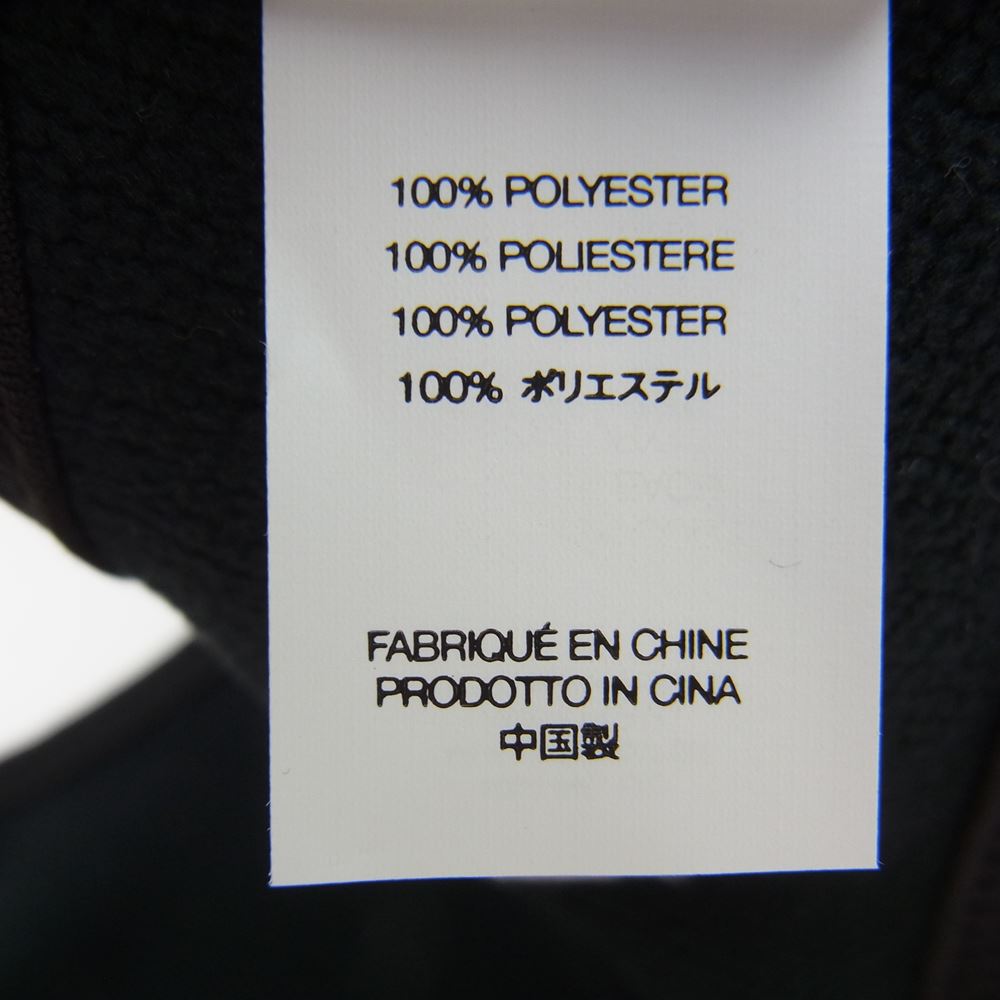 100% POLYESTER
100% POLIESTERE
100% POLYESTER
100% ポリエステル
FABRIQUÉ EN CHINE
PRODOTTO IN CINA
中国製